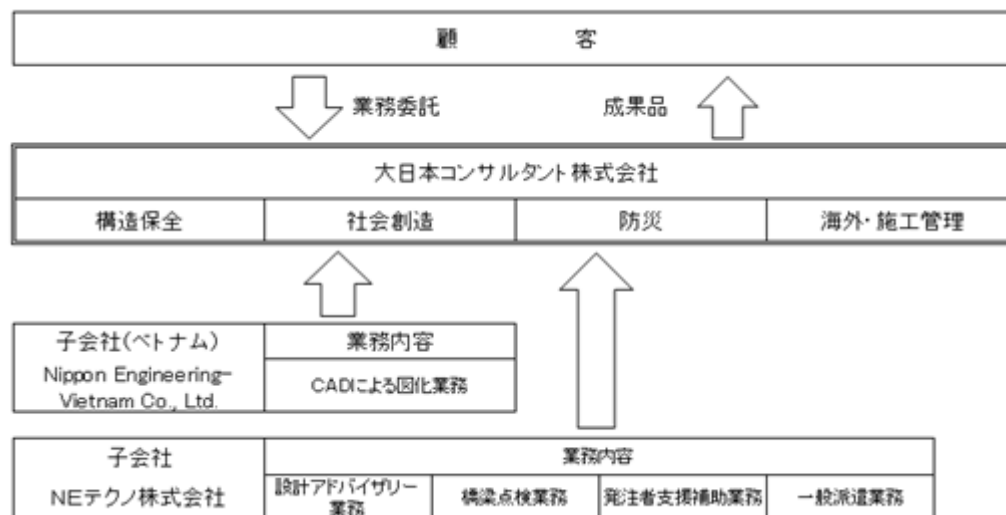 顧　　　客
業務委託　成果品
大日本コンサルタント株式会社
構造保全　社会創造　防災　海外・施工管理
子会社(ベトナム)　業務内容
Nippon Engineering-
Vietnam Co., Ltd.
CADによる図化業務
子会社　業務内容
NEテクノ株式会社
設計アドバイザリー
業務
橋梁点検業務　発注者支援補助業務　一般派遣業務